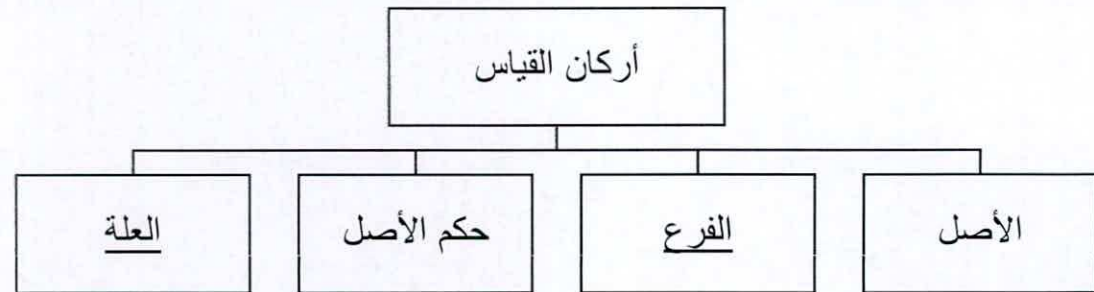 أركان القياس
الأصل
الفرع
حكم الأصل
العلة